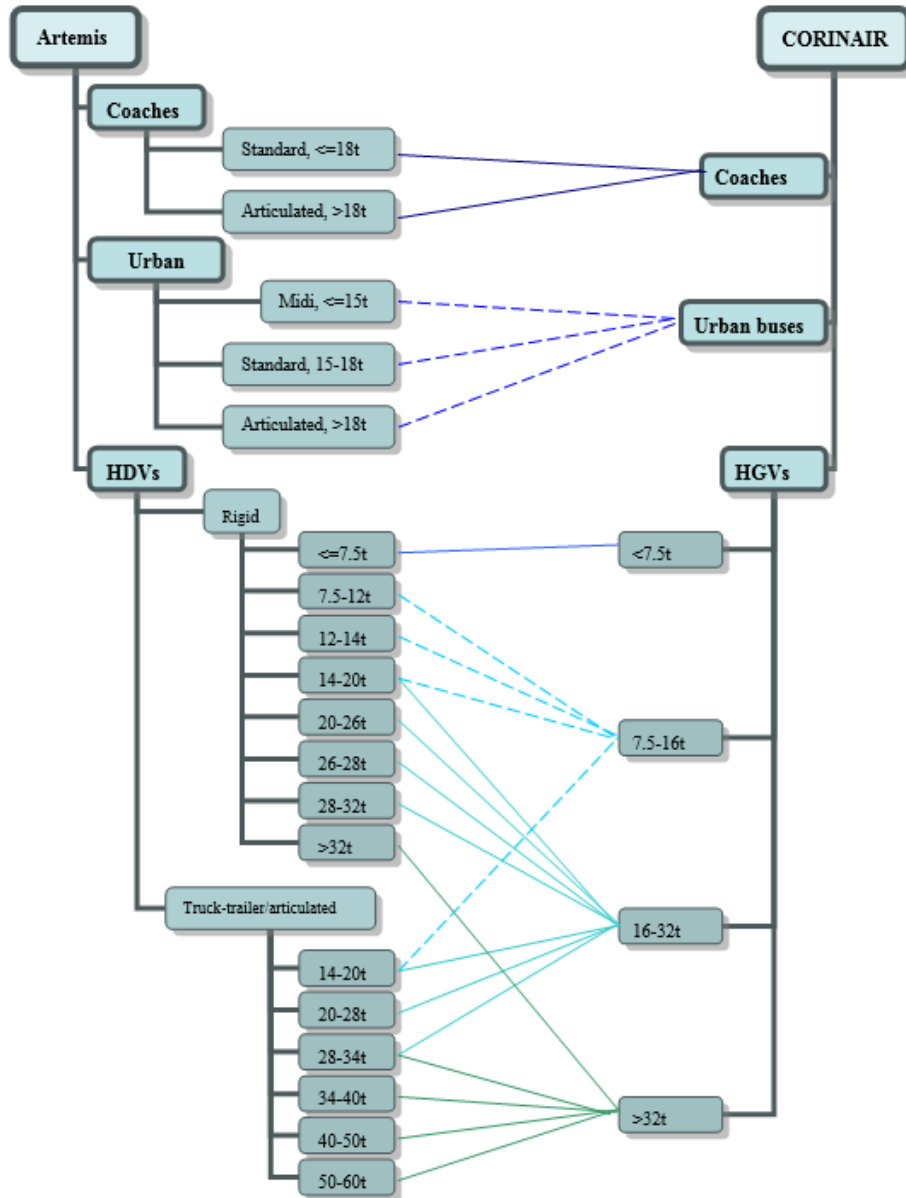 Artemis
CORINAIR
Coaches
Standard, <=18t
Coaches
Articulated, >18t
Urban
Midi, <=15t
Urban buses
Standard, 15-18t
Articulated, >18t
HDVs
HGVs
Rigid
<=7.5t
<7.5t
7.5-12t
12-14t
14-20t
20-26t
7.5-16t
26-28t
28-32t
>32t
Truck-trailer/articulated
16-32t
14-20t
20-28t
28-34t
34-40t
>32t
40-50t
50-60t